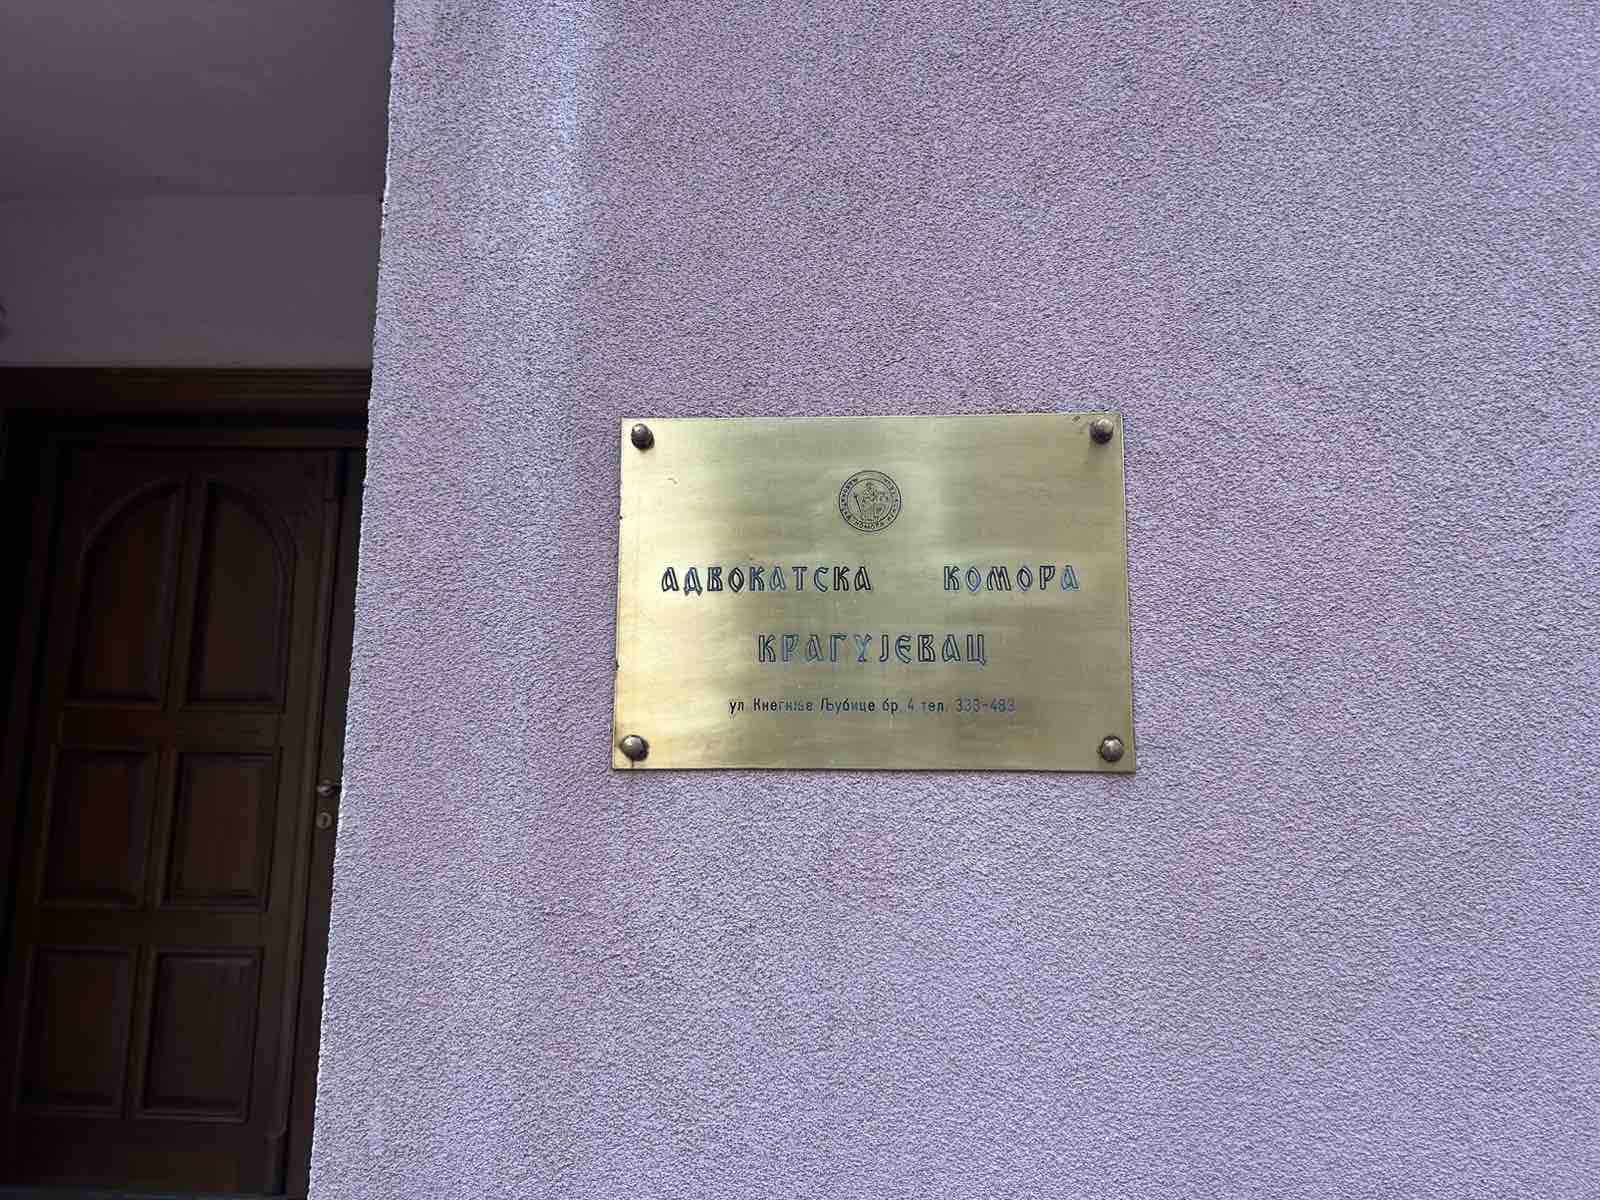 АДВОКАТСКА КОМОРА
КРАГУЈЕВАЦ
ул. Кнегиње Љубице бр. 4 тел. 333-483